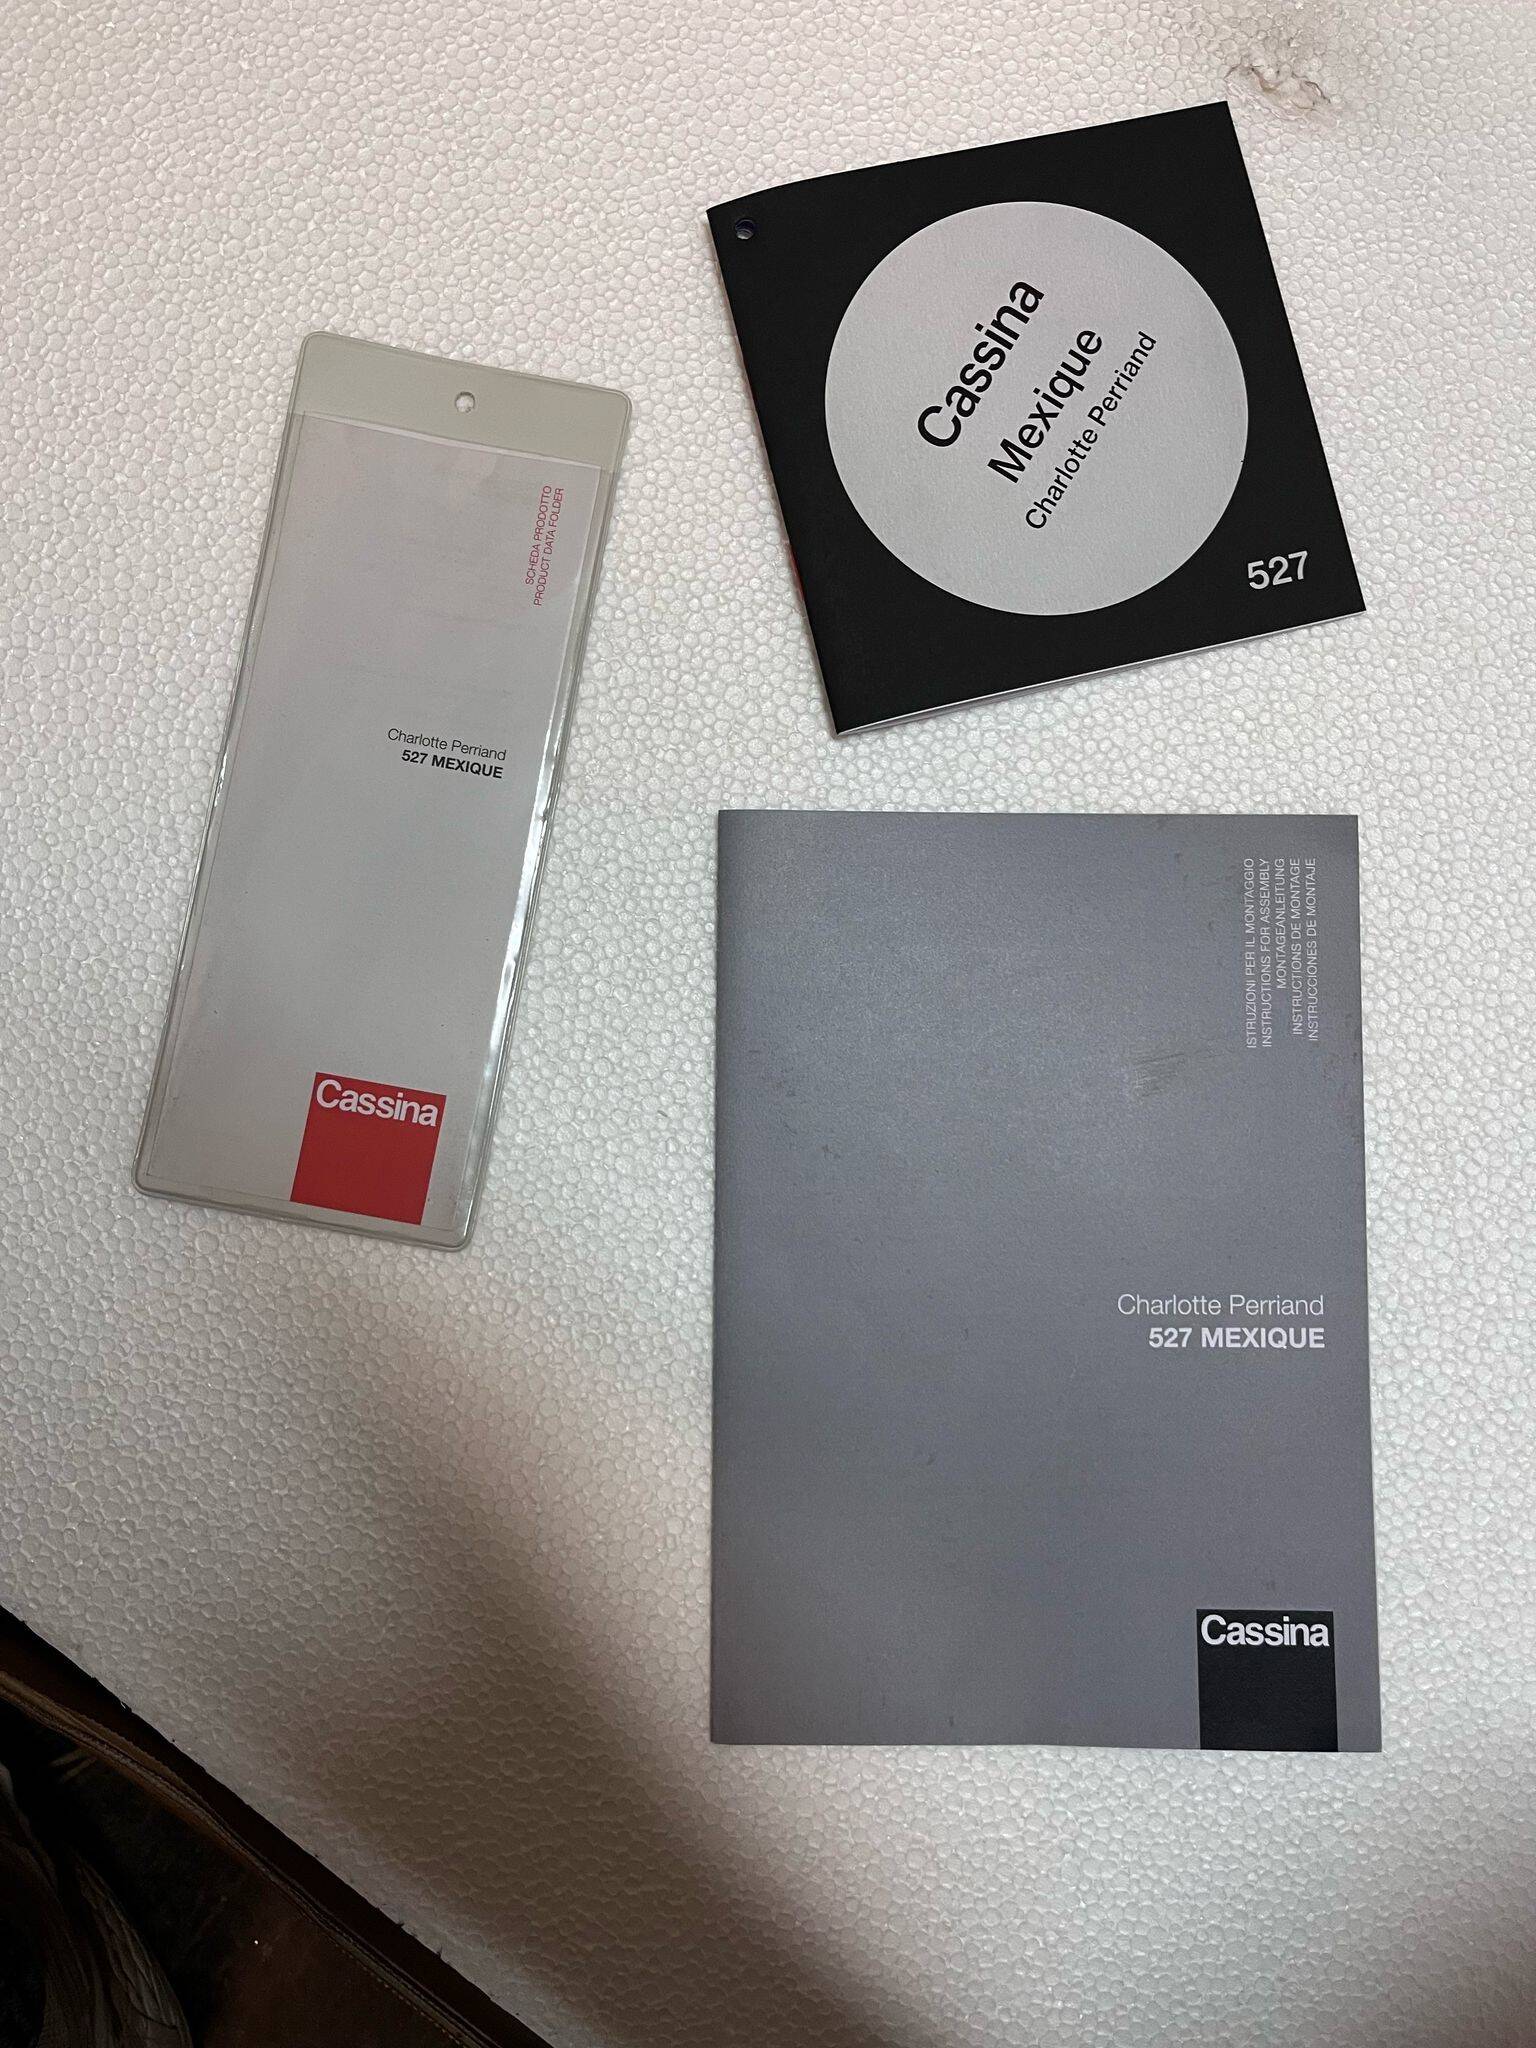 Cassina
Mexique
Charlotte Perriand
527
SCHEDA PRODOTTO
PRODUCT DATA FOLDER
Charlotte Perriand
527 MEXIQUE
Cassina
ISTRUZIONI PER IL MONTAGGIO
INSTRUCTIONS FOR ASSEMBLY
MONTAGEANLEITUNG
INSTRUCTIONS DE MONTAGE
INSTRUCCIONES DE MONTAJE
Charlotte Perriand
527 MEXIQUE
Cassina